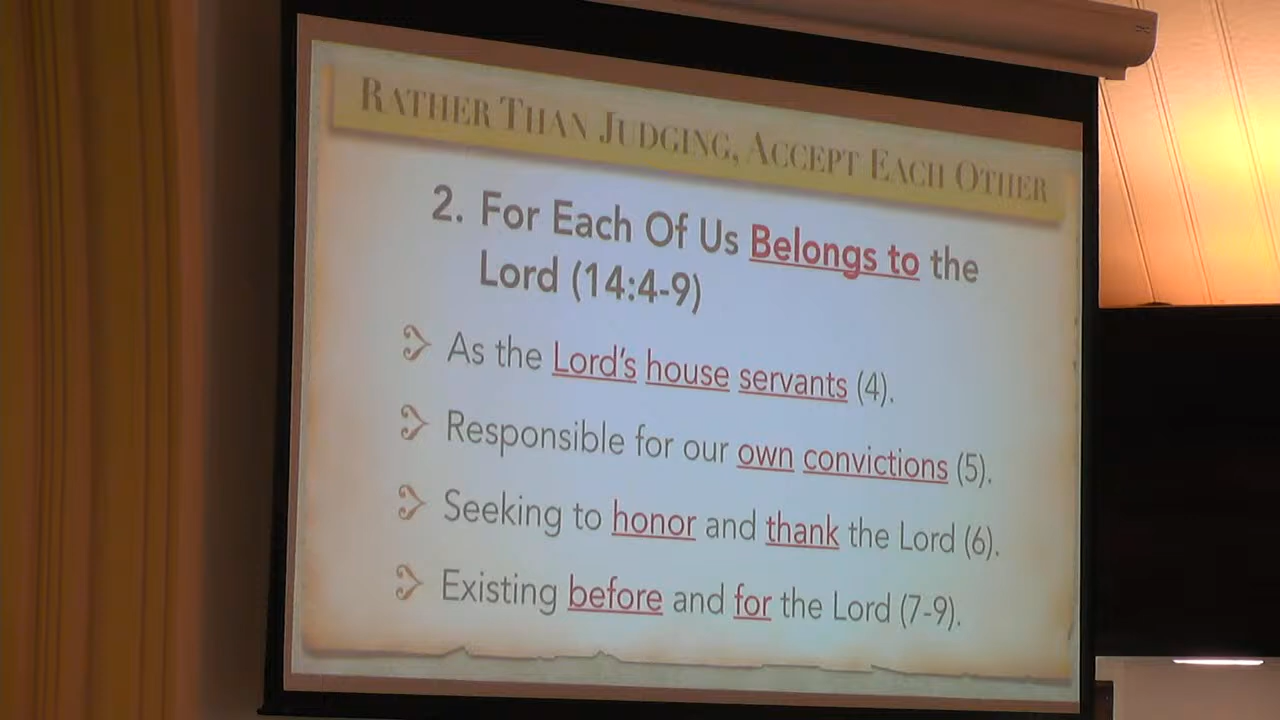 RATHER THAN JUDGING, ACCEPT EACH OTHER
2. For Each Of Us Belongs to the
Lord (14:4-9)
As the Lord's house servants (4).
Responsible for our own convictions (5).
Seeking to honor and thank the Lord (6).
Existing before and for the Lord (7-9).